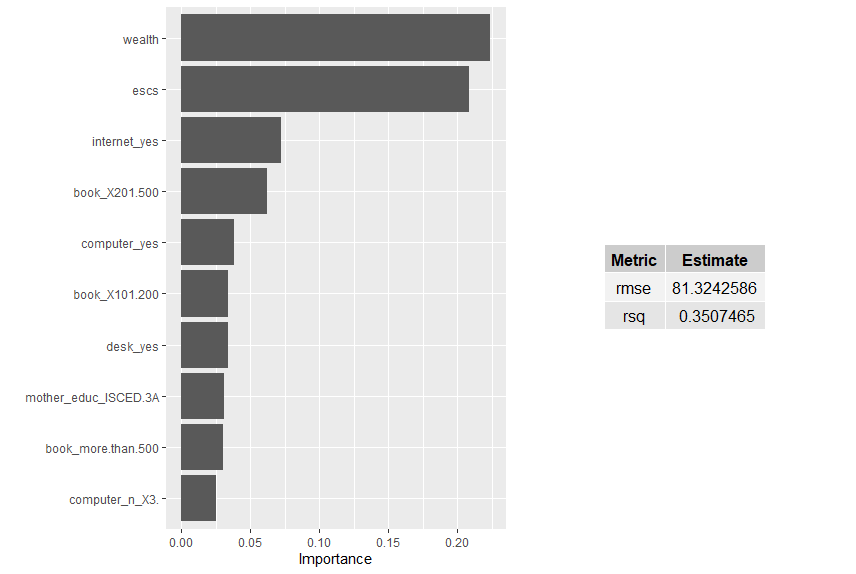 wealth
escs
internet_yes
book_X201.500
computer_yes
book_X101.200
desk_yes
mother_educ_ISCED.3A
book_more.than.500
computer_n_X3.
0.00 0.05 0.10 0.15 0.20
Importance
Metric Estimate
rmse 81.3242586
rsq 0.3507465